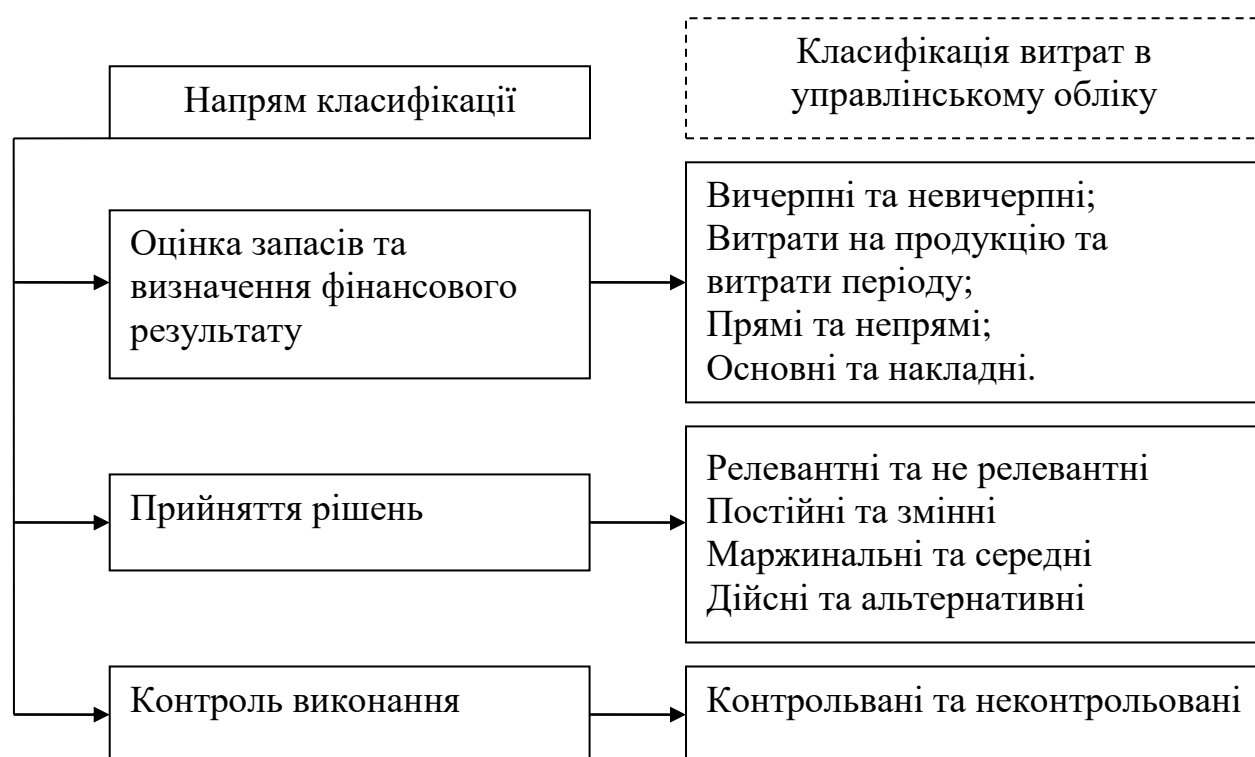 Напрям класифікації
Класифікація витрат в
управлінському обліку
Оцінка запасів та
визначення фінансового
результату
Вичерпні та невичерпні;
Витрати на продукцію та
витрати періоду;
Прямі та непрямі;
Основні та накладні.
Прийняття рішень
Релевантні та не релевантні
Постійні та змінні
Маржинальні та середні
Дійсні та альтернативні
Контроль виконання
Контрольвані та неконтрольовані